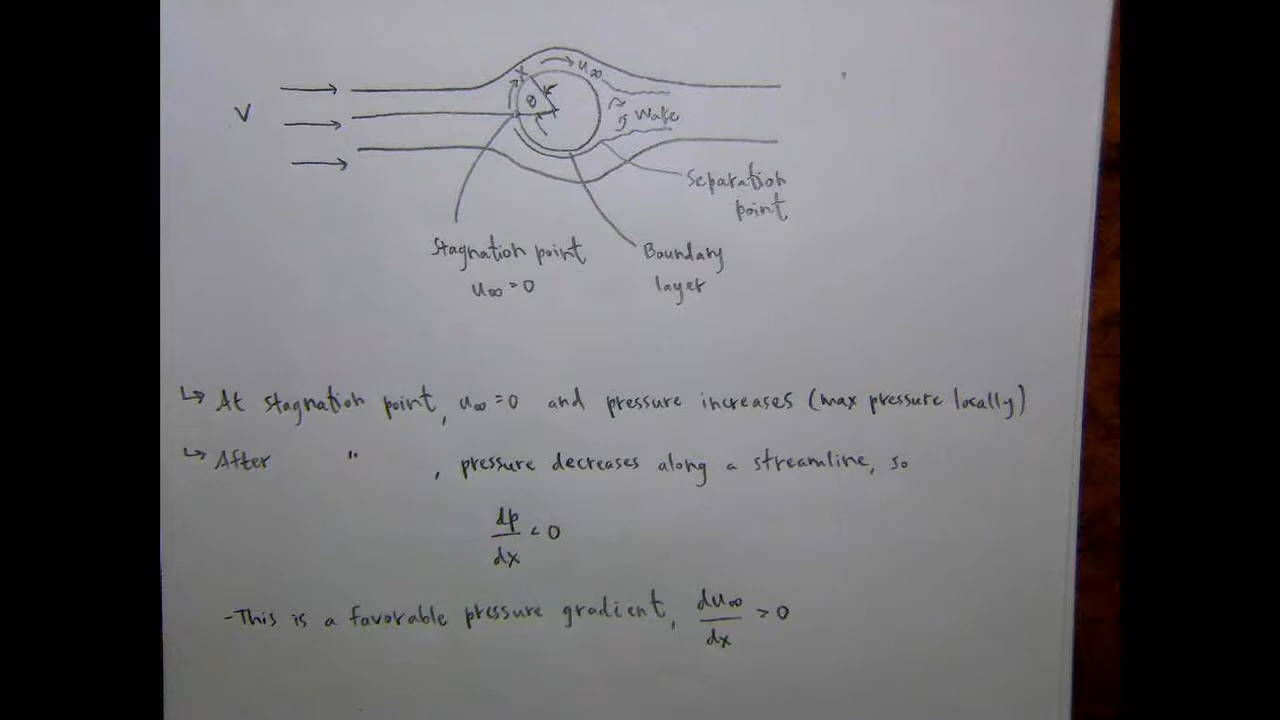 x
u∞
V
θ
Wake
Separation
point
Stagnation point
u∞ = 0
Boundary
layer
↳ At stagnation point, u∞ = 0 and pressure increases (max pressure locally)
↳ After " , pressure decreases along a streamline, so
dp/dx < 0
- This is a favorable pressure gradient, du∞/dx > 0